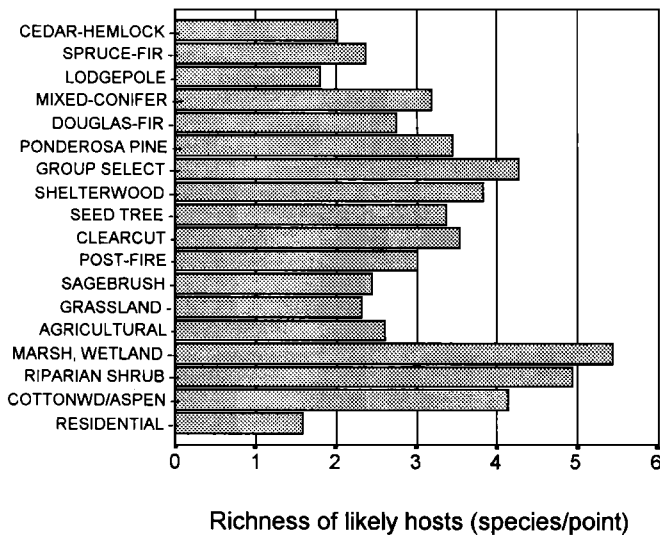 CEDAR-HEMLOCK
SPRUCE-FIR
LODGEPOLE
MIXED-CONIFER
DOUGLAS-FIR
PONDEROSA PINE
GROUP SELECT
SHELTERWOOD
SEED TREE
CLEARCUT
POST-FIRE
SAGEBRUSH
GRASSLAND
AGRICULTURAL
MARSH, WETLAND
RIPARIAN SHRUB
COTTONWD/ASPEN
RESIDENTIAL
0 1 2 3 4 5 6
Richness of likely hosts (species/point)